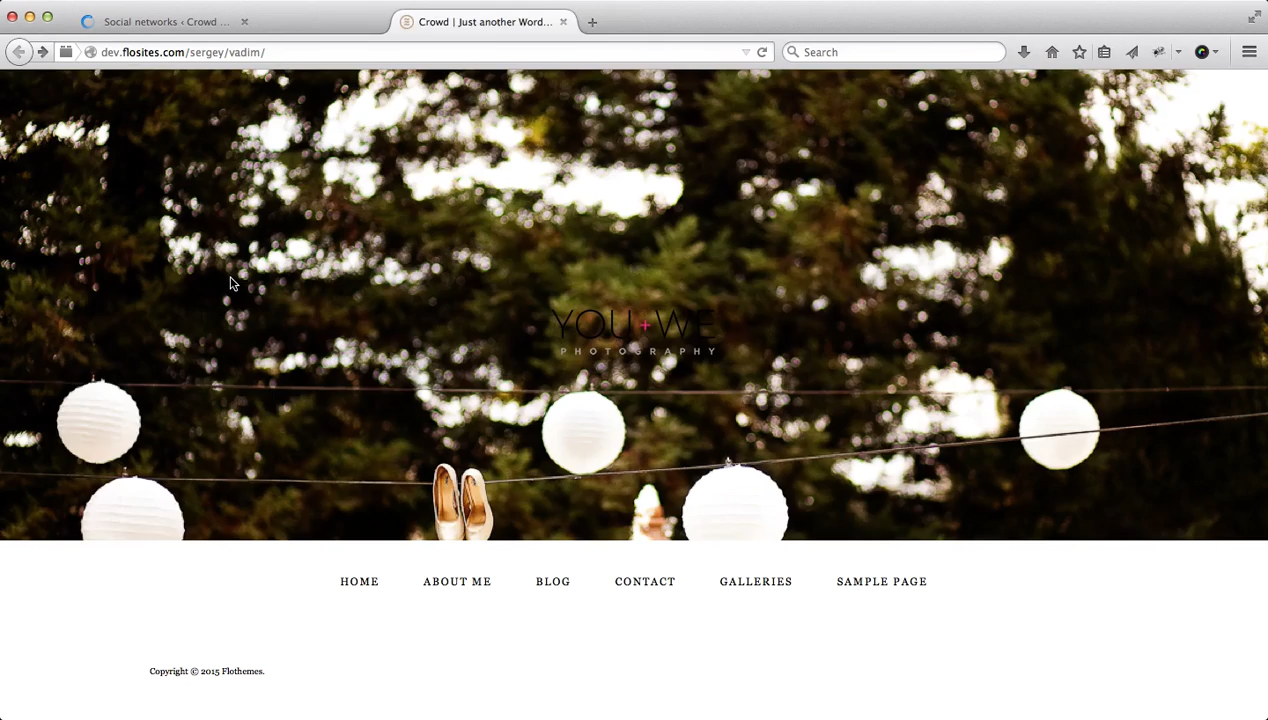 Social networks ‹ Crowd ...
Crowd | Just another Word...
dev.flosites.com/sergey/vadim/
Search
YOU+WE
PHOTOGRAPHY
HOME ABOUT ME BLOG CONTACT GALLERIES SAMPLE PAGE
Copyright © 2015 Flothemes.